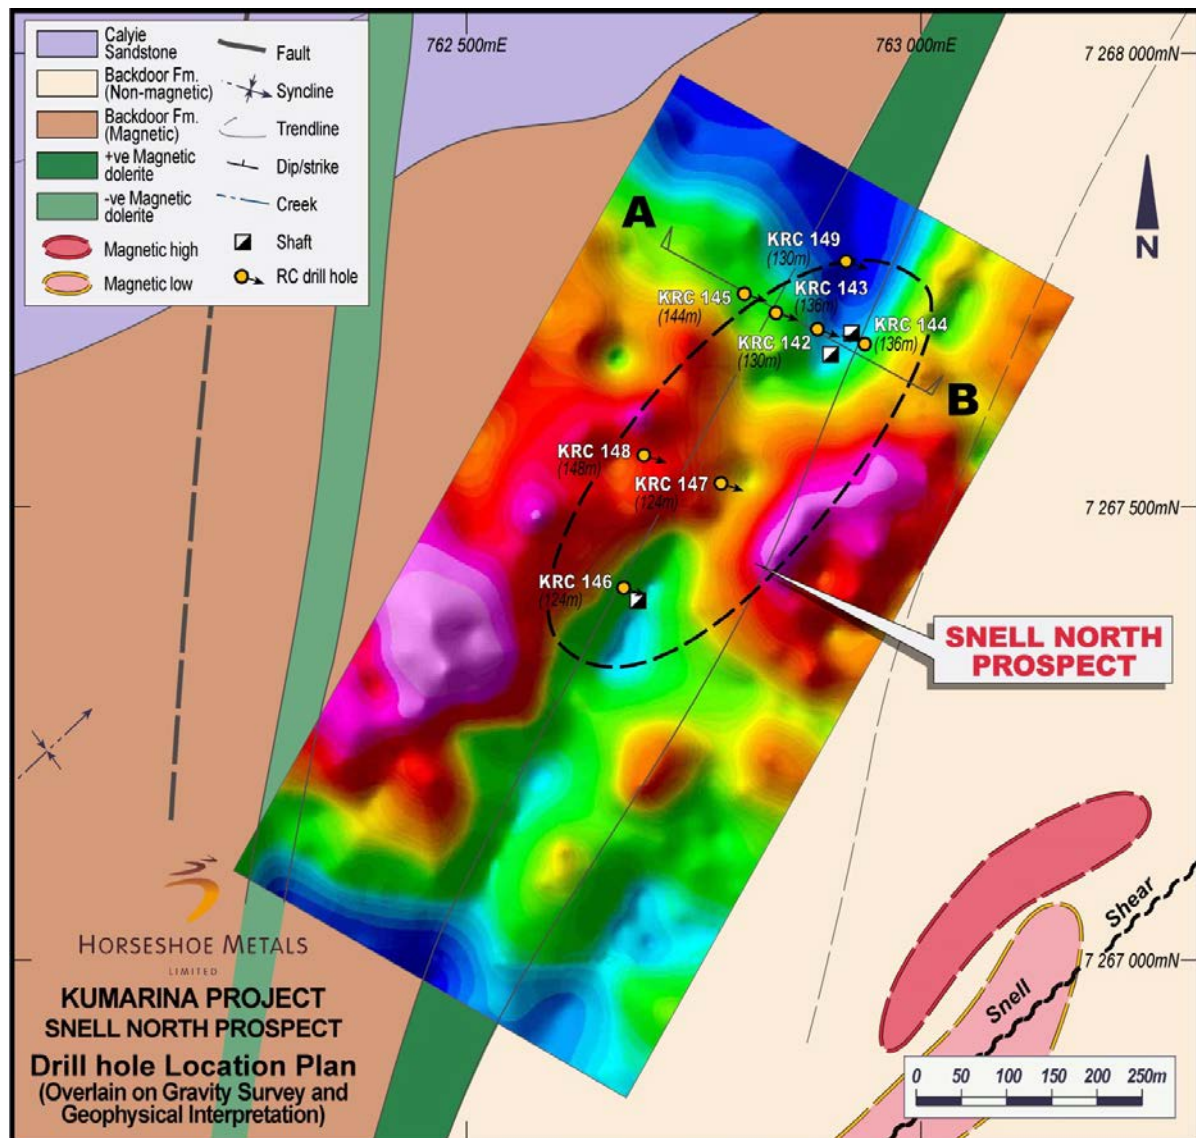 762 500mE
763 000mE
7 268 000mN
Calyie
Sandstone
Backdoor Fm.
(Non-magnetic)
Backdoor Fm.
(Magnetic)
+ve Magnetic
dolerite
-ve Magnetic
dolerite
Magnetic high
Magnetic low
Fault
Syncline
Trendline
Dip/strike
Creek
Shaft
RC drill hole
N
A
KRC 149
(130m)
KRC 145
(144m)
KRC 143
(136m)
KRC 142
(130m)
KRC 144
(136m)
B
KRC 148
(148m)
KRC 147
(124m)
7 267 500mN
KRC 146
(124m)
SNELL NORTH
PROSPECT
Snell Shear
7 267 000mN
HORSESHOE METALS
LIMITED
KUMARINA PROJECT
SNELL NORTH PROSPECT
Drill hole Location Plan
(Overlain on Gravity Survey and
Geophysical Interpretation)
0 50 100 150 200 250m